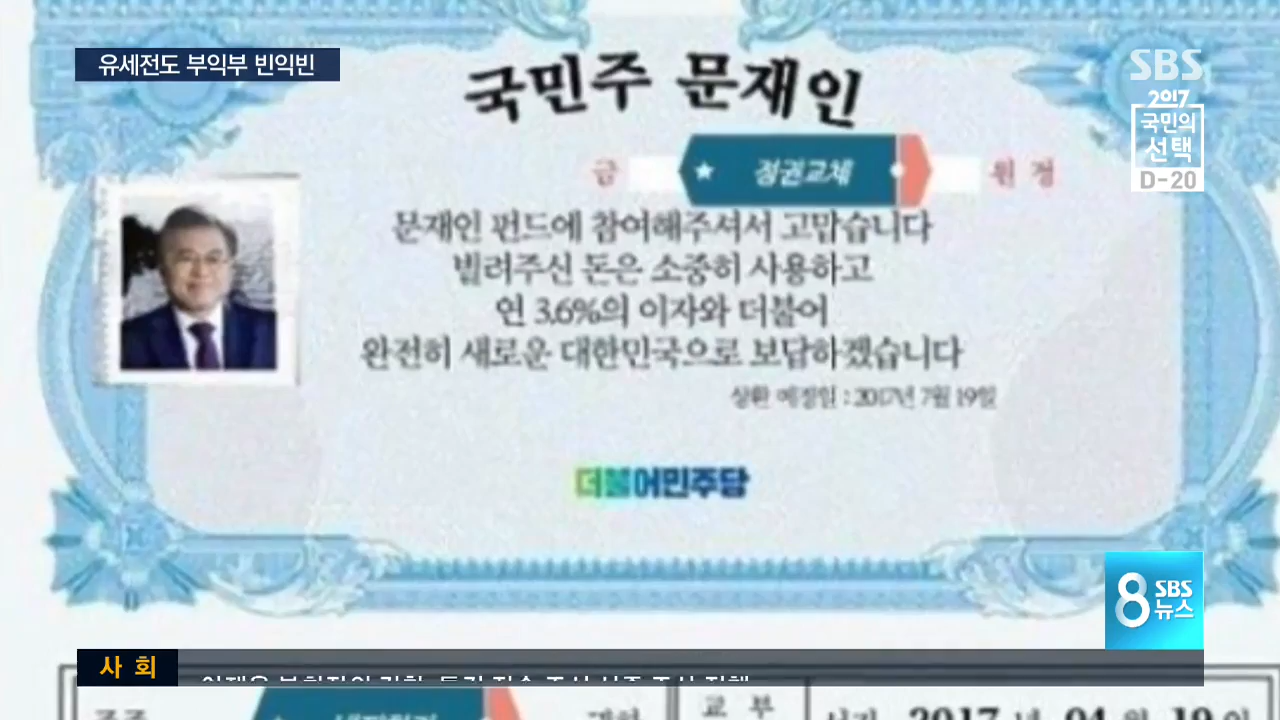 유세전도 부익부 빈익빈
SBS
2017
국민의
선택
D-20
국민주 문재인
금 정권교체 원 정
문재인 펀드에 참여해주셔서 고맙습니다
빌려주신 돈은 소중히 사용하고
연 3.6%의 이자와 더불어
완전히 새로운 대한민국으로 보답하겠습니다
상환 예정일 : 2017년 7월 19일
더불어민주당
8 SBS
뉴스
사 회
교 부
서기 2017 년 04 월 19 일